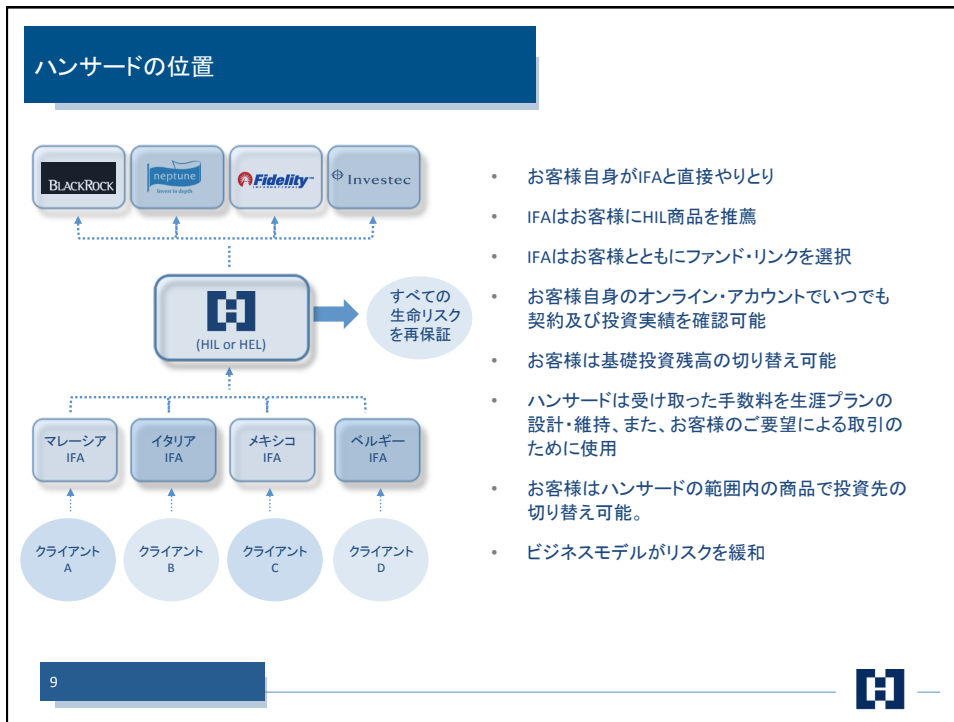 ハンサードの位置
BLACKROCK
neptune
Invest in depth
Fidelity™
INTERNATIONAL
Investec
(HIL or HEL)
すべての
生命リスク
を再保証
マレーシア
IFA
イタリア
IFA
メキシコ
IFA
ベルギー
IFA
クライアント
A
クライアント
B
クライアント
C
クライアント
D
• お客様自身がIFAと直接やりとり
• IFAはお客様にHIL商品を推薦
• IFAはお客様とともにファンド・リンクを選択
• お客様自身のオンライン・アカウントでいつでも
契約及び投資実績を確認可能
• お客様は基礎投資残高の切り替え可能
• ハンサードは受け取った手数料を生涯プランの
設計・維持、また、お客様のご要望による取引の
ために使用
• お客様はハンサードの範囲内の商品で投資先の
切り替え可能。
• ビジネスモデルがリスクを緩和
9